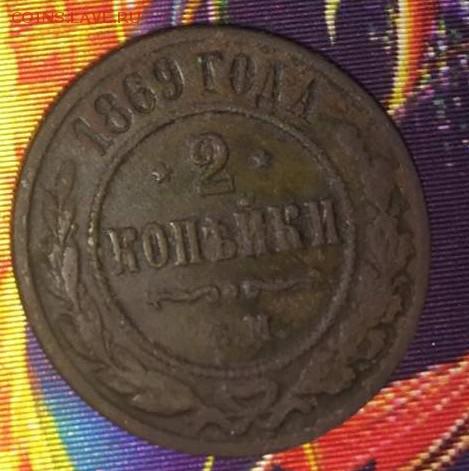 COINS.LAVE.RU
1869 ГОДА
* 2 *
КОПѢЙКИ
Е М